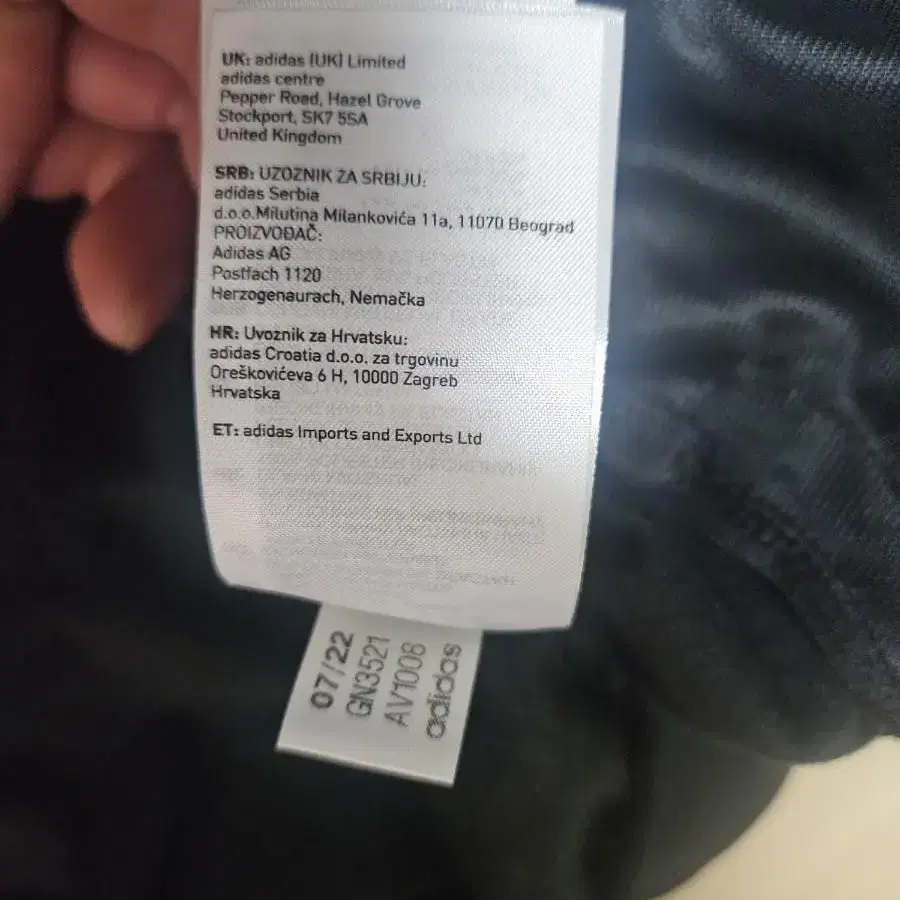 UK: adidas (UK) Limited
adidas centre
Pepper Road, Hazel Grove
Stockport, SK7 5SA
United Kingdom
SRB: UZOZNIK ZA SRBIJU:
adidas Serbia
d.o.o.Milutina Milankovića 11a, 11070 Beograd
PROIZVOĐAČ:
Adidas AG
Postfach 1120
Herzogenaurach, Nemačka
HR: Uvoznik za Hrvatsku:
adidas Croatia d.o.o. za trgovinu
Oreškovićeva 6 H, 10000 Zagreb
Hrvatska
ET: adidas Imports and Exports Ltd
07/22
GN3521
AV1008
adidas